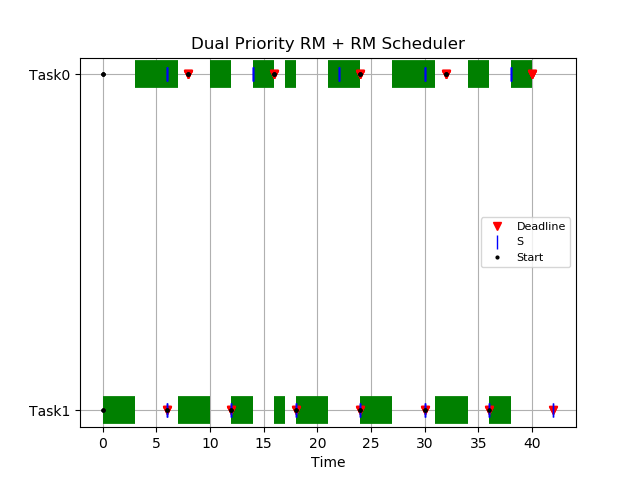 Dual Priority RM + RM Scheduler
Task0
Deadline
S
Start
Task1
0 5 10 15 20 25 30 35 40
Time